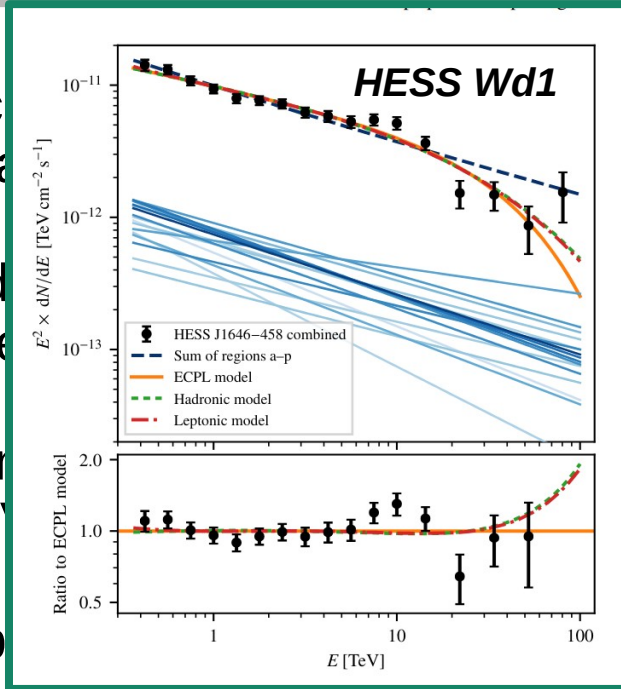 HESS Wd1
10⁻¹¹
10⁻¹²
10⁻¹³
E² × dN/dE [TeV cm⁻² s⁻¹]
HESS J1646−458 combined
Sum of regions a–p
ECPL model
Hadronic model
Leptonic model
2.0
1.0
0.5
Ratio to ECPL model
1
10
100
E [TeV]